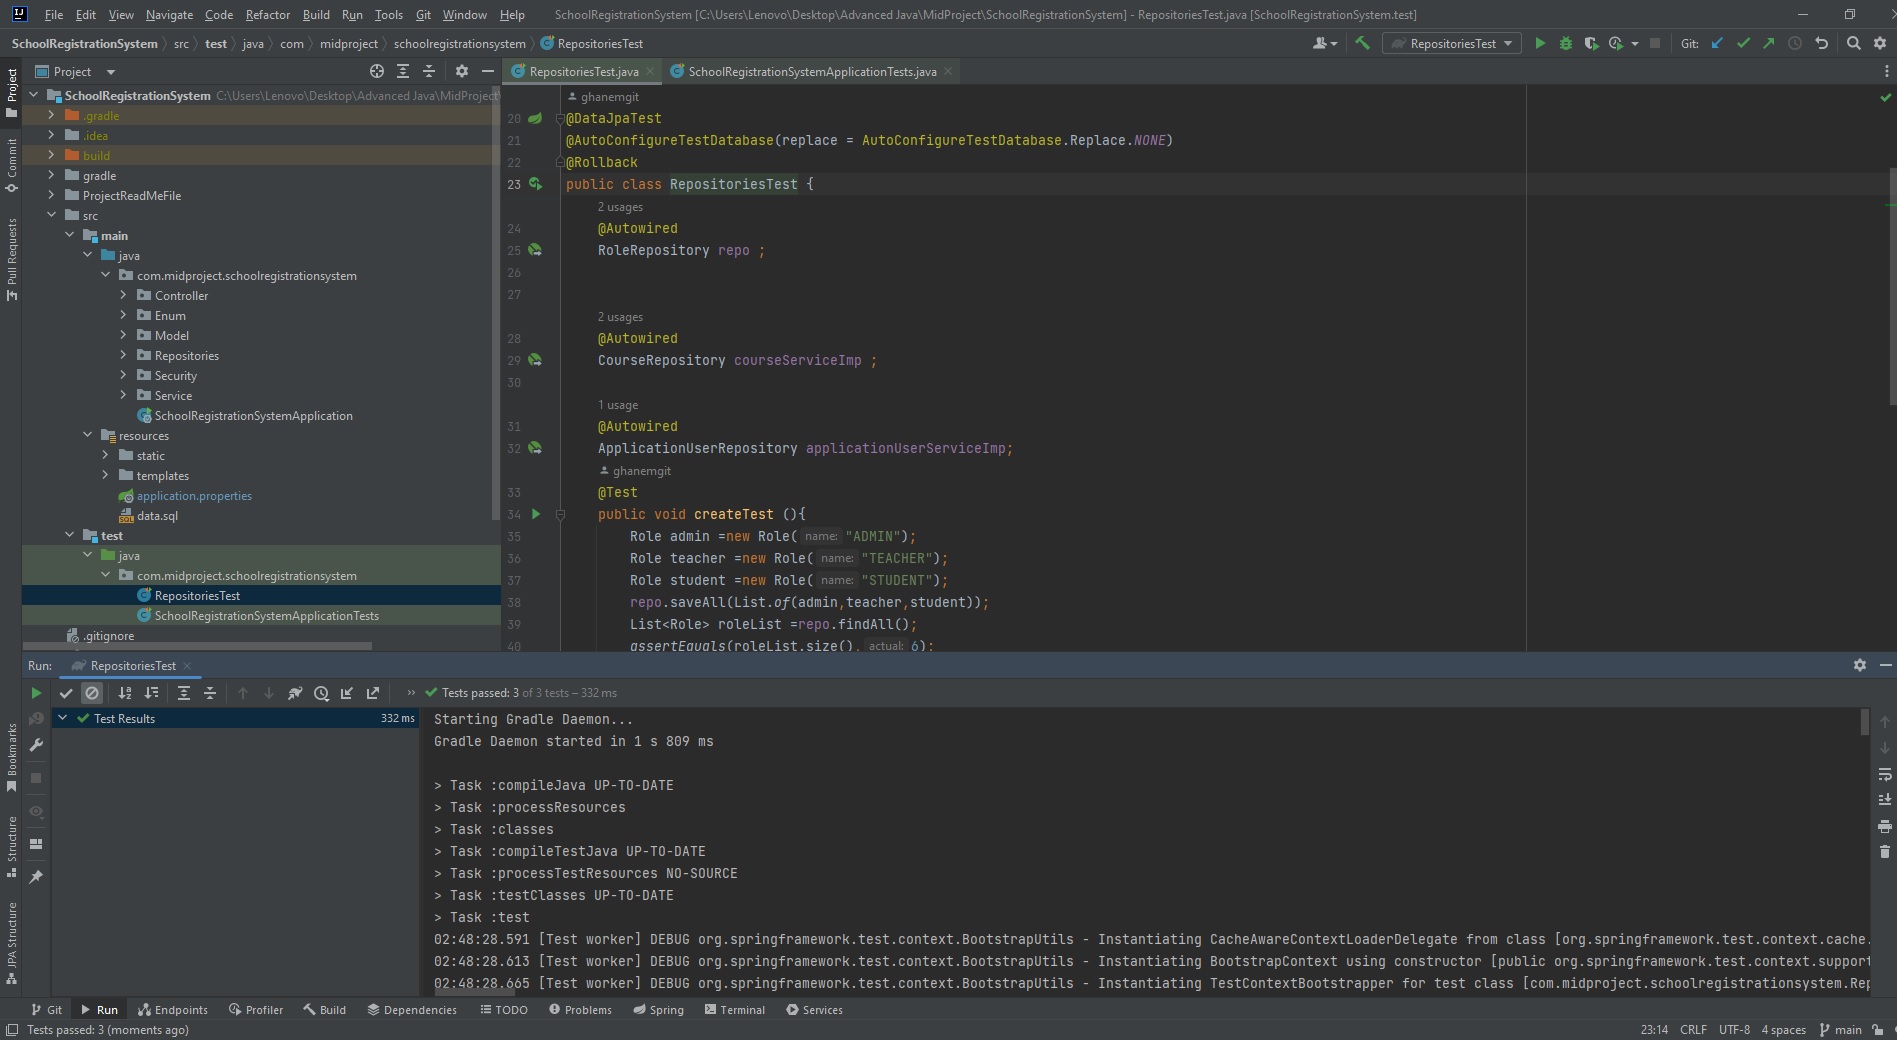 File Edit View Navigate Code Refactor Build Run Tools Git Window Help SchoolRegistrationSystem [C:\Users\Lenovo\Desktop\Advanced Java\MidProject\SchoolRegistrationSystem] - RepositoriesTest.java [SchoolRegistrationSystem.test]
SchoolRegistrationSystem src test java com midproject schoolregistrationsystem RepositoriesTest RepositoriesTest Git:
Project
Commit
Pull Requests
Bookmarks
Structure
JPA Structure
Project
SchoolRegistrationSystem C:\Users\Lenovo\Desktop\Advanced Java\MidProject\
.gradle
.idea
build
gradle
ProjectReadMeFile
src
main
java
com.midproject.schoolregistrationsystem
Controller
Enum
Model
Repositories
Security
Service
SchoolRegistrationSystemApplication
resources
static
templates
application.properties
data.sql
test
java
com.midproject.schoolregistrationsystem
RepositoriesTest
SchoolRegistrationSystemApplicationTests
.gitignore
RepositoriesTest.java SchoolRegistrationSystemApplicationTests.java
ghanemgit
20 @DataJpaTest
21 @AutoConfigureTestDatabase(replace = AutoConfigureTestDatabase.Replace.NONE)
22 @Rollback
23 public class RepositoriesTest {
2 usages
24 @Autowired
25 RoleRepository repo ;
26
27
2 usages
28 @Autowired
29 CourseRepository courseServiceImp ;
30
1 usage
31 @Autowired
32 ApplicationUserRepository applicationUserServiceImp;
ghanemgit
33 @Test
34 public void createTest (){
35 Role admin =new Role( name: "ADMIN");
36 Role teacher =new Role( name: "TEACHER");
37 Role student =new Role( name: "STUDENT");
38 repo.saveAll(List.of(admin,teacher,student));
39 List<Role> roleList =repo.findAll();
40 assertEquals(roleList.size(), actual: 6);
Run: RepositoriesTest
Tests passed: 3 of 3 tests – 332 ms
Test Results 332 ms
Starting Gradle Daemon...
Gradle Daemon started in 1 s 809 ms
> Task :compileJava UP-TO-DATE
> Task :processResources
> Task :classes
> Task :compileTestJava UP-TO-DATE
> Task :processTestResources NO-SOURCE
> Task :testClasses UP-TO-DATE
> Task :test
02:48:28.591 [Test worker] DEBUG org.springframework.test.context.BootstrapUtils - Instantiating CacheAwareContextLoaderDelegate from class [org.springframework.test.context.cache.
02:48:28.613 [Test worker] DEBUG org.springframework.test.context.BootstrapUtils - Instantiating BootstrapContext using constructor [public org.springframework.test.context.support
02:48:28.665 [Test worker] DEBUG org.springframework.test.context.BootstrapUtils - Instantiating TestContextBootstrapper for test class [com.midproject.schoolregistrationsystem.Rep
Git Run Endpoints Profiler Build Dependencies TODO Problems Spring Terminal Services
Tests passed: 3 (moments ago) 23:14 CRLF UTF-8 4 spaces main